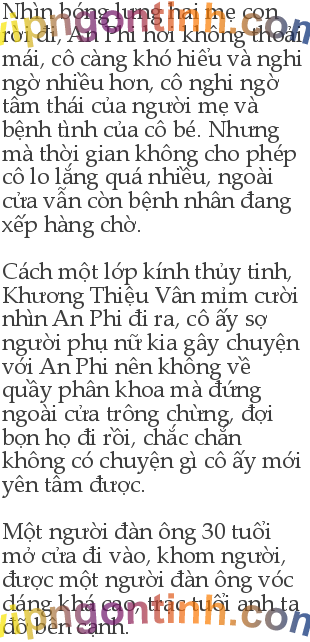 Nhìn bóng lưng hai mẹ con
rời đi, An Phi hơi không thoải
mái, cô càng khó hiểu và nghi
ngờ nhiều hơn, cô nghi ngờ
tâm thái của người mẹ và
bệnh tình của cô bé. Nhưng
mà thời gian không cho phép
cô lo lắng quá nhiều, ngoài
cửa vẫn còn bệnh nhân đang
xếp hàng chờ.
Cách một lớp kính thủy tinh,
Khương Thiệu Vân mỉm cười
nhìn An Phi đi ra, cô ấy sợ
người phụ nữ kia gây chuyện
với An Phi nên không về
quầy phân khoa mà đứng
ngoài cửa trông chừng, đợi
bọn họ đi rồi, chắc chắn
không có chuyện gì cô ấy mới
yên tâm được.
Một người đàn ông 30 tuổi
mở cửa đi vào, khom người,
được một người đàn ông vóc
dáng khá cao, trạc tuổi anh ta
đỡ bên cạnh.